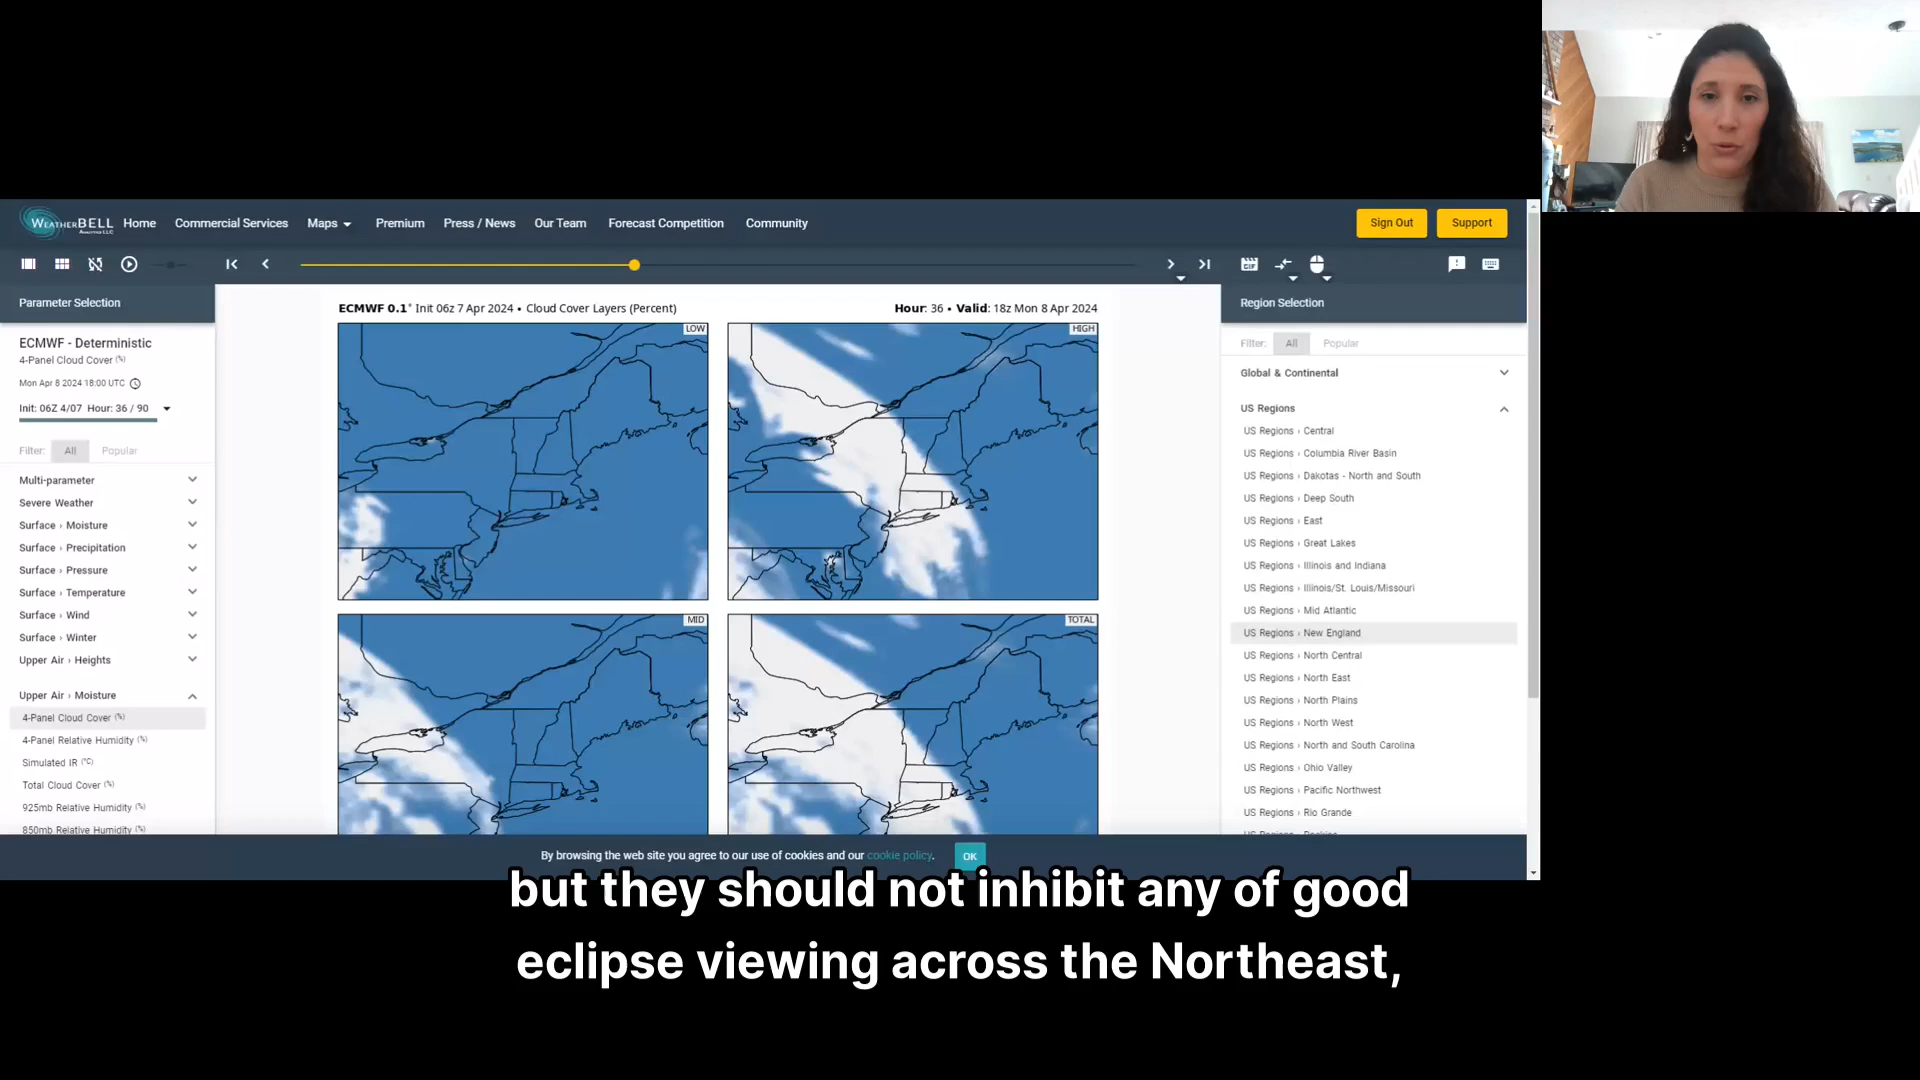 WEATHERBELL
ANALYTICS LLC
Home
Commercial Services
Maps
Premium
Press / News
Our Team
Forecast Competition
Community
Sign Out
Support
GIF
Parameter Selection
ECMWF - Deterministic
4-Panel Cloud Cover (%)
Mon Apr 8 2024 18:00 UTC
Init: 06Z 4/07 Hour: 36 / 90
Filter: All Popular
Multi-parameter
Severe Weather
Surface › Moisture
Surface › Precipitation
Surface › Pressure
Surface › Temperature
Surface › Wind
Surface › Winter
Upper Air › Heights
Upper Air › Moisture
4-Panel Cloud Cover (%)
4-Panel Relative Humidity (%)
Simulated IR (°C)
Total Cloud Cover (%)
925mb Relative Humidity (%)
850mb Relative Humidity (%)
ECMWF 0.1° Init 06z 7 Apr 2024 • Cloud Cover Layers (Percent)
Hour: 36 • Valid: 18z Mon 8 Apr 2024
LOW
HIGH
MID
TOTAL
Region Selection
Filter: All Popular
Global & Continental
US Regions
US Regions › Central
US Regions › Columbia River Basin
US Regions › Dakotas - North and South
US Regions › Deep South
US Regions › East
US Regions › Great Lakes
US Regions › Illinois and Indiana
US Regions › Illinois/St. Louis/Missouri
US Regions › Mid Atlantic
US Regions › New England
US Regions › North Central
US Regions › North East
US Regions › North Plains
US Regions › North West
US Regions › North and South Carolina
US Regions › Ohio Valley
US Regions › Pacific Northwest
US Regions › Rio Grande
By browsing the web site you agree to our use of cookies and our cookie policy.
OK
but they should not inhibit any of good
eclipse viewing across the Northeast,